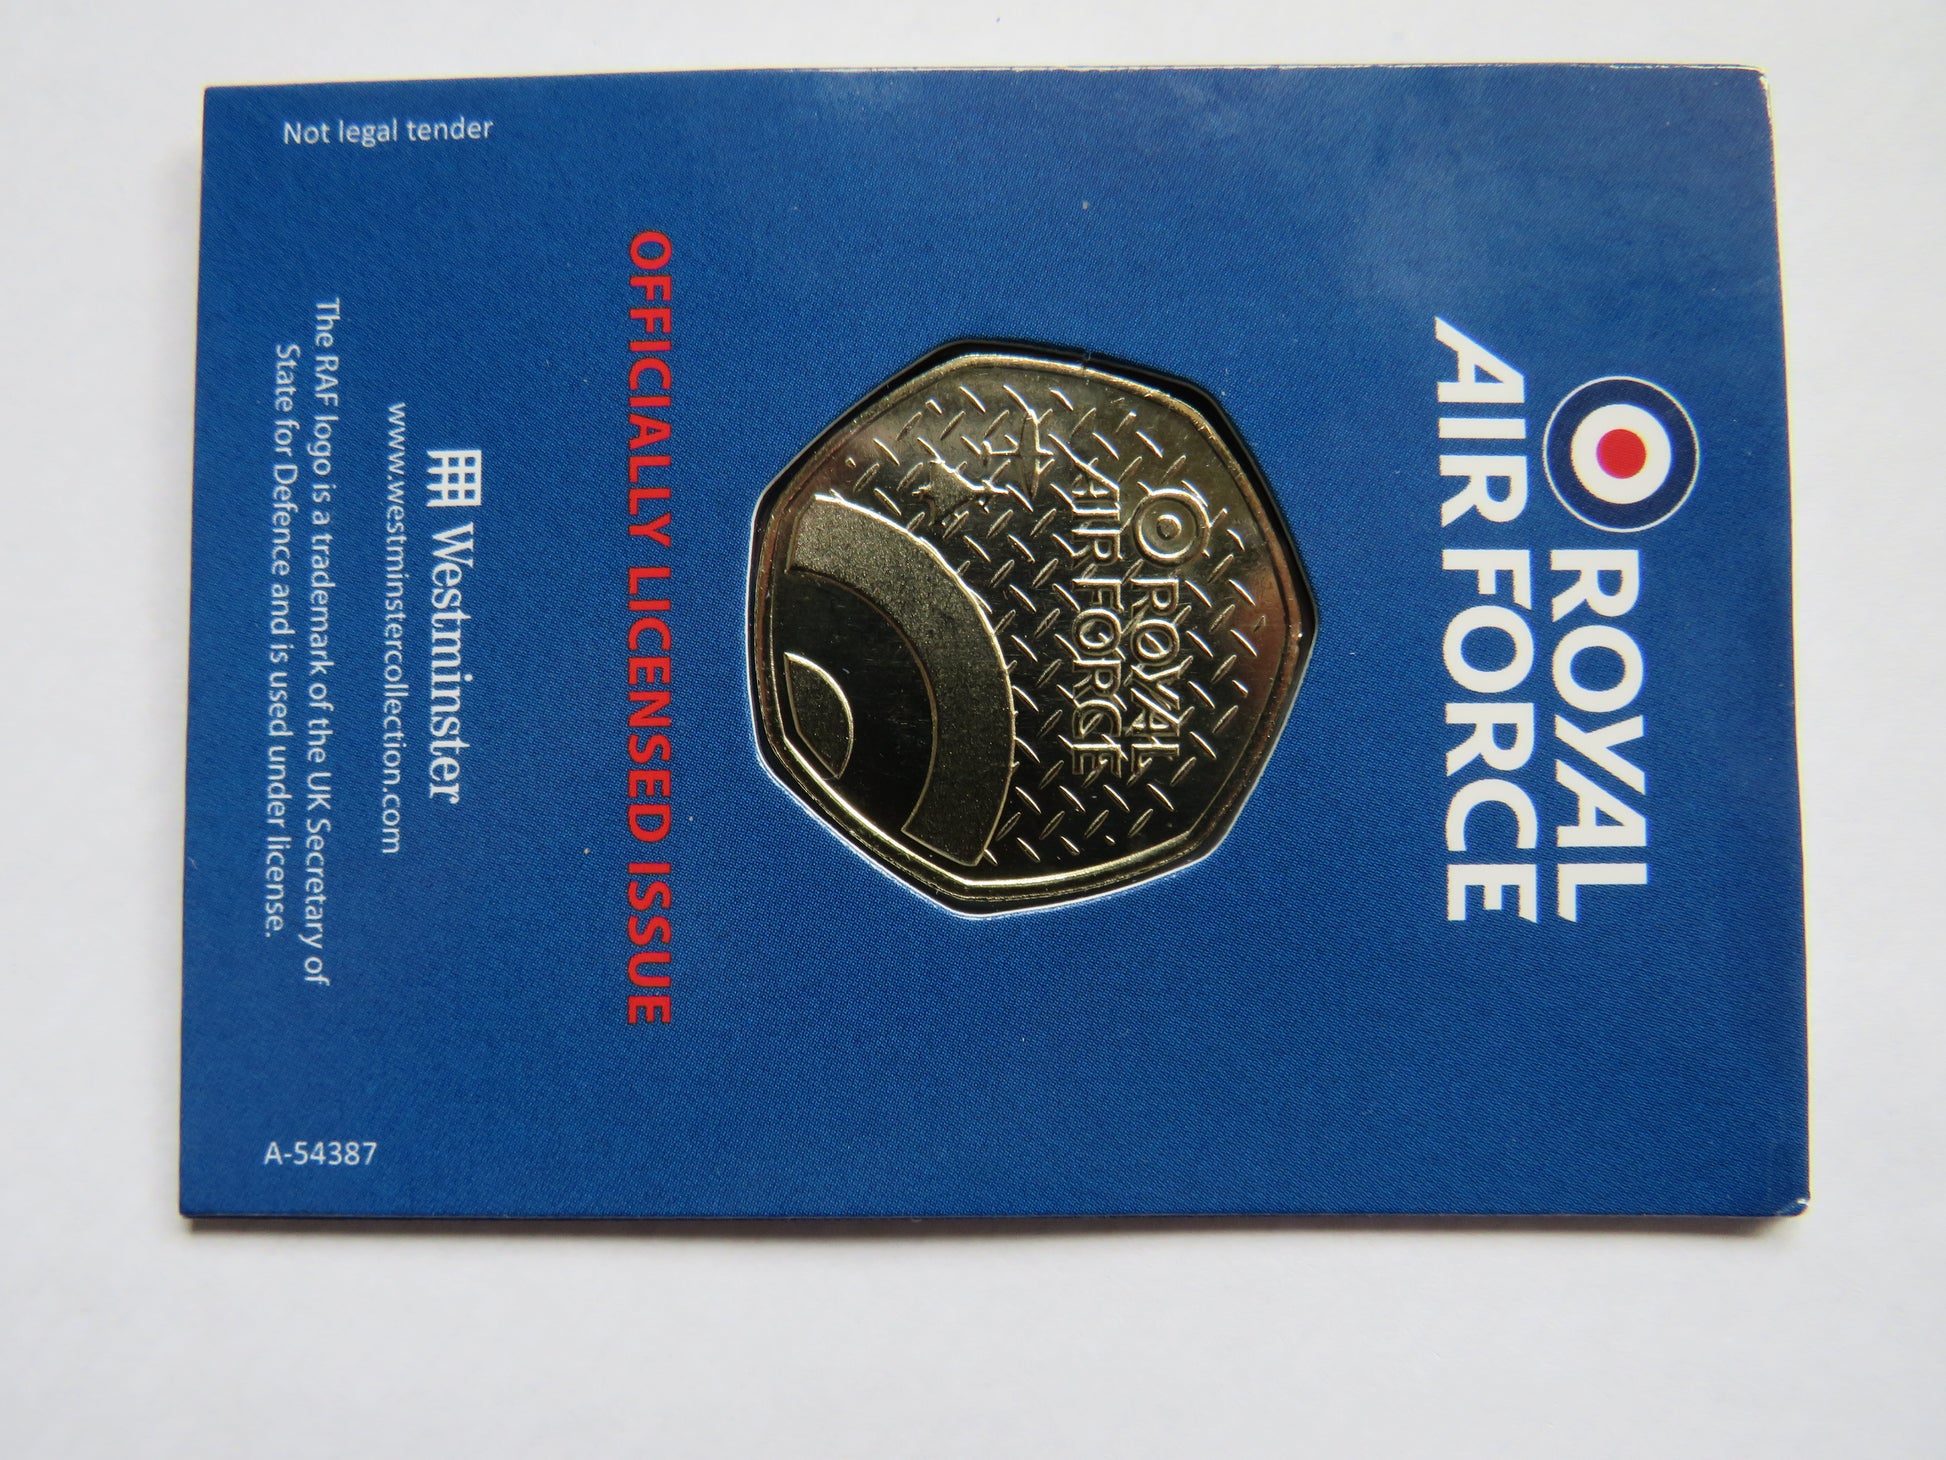 ROYAL
AIR FORCE
ROYAL
AIR FORCE
OFFICIALLY LICENSED ISSUE
Westminster
www.westminstercollection.com
The RAF logo is a trademark of the UK Secretary of
State for Defence and is used under license.
Not legal tender
A-54387